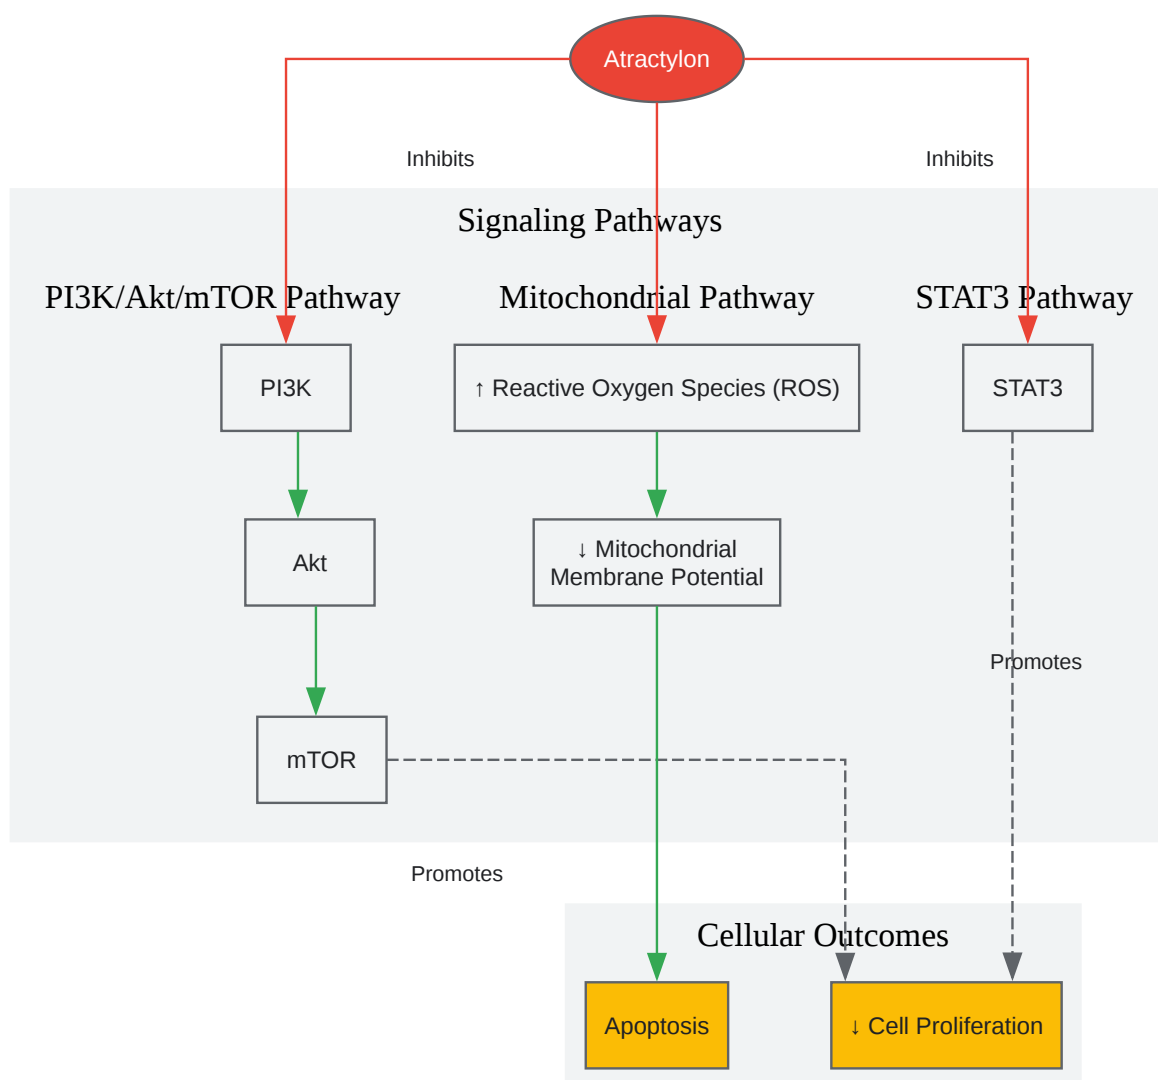 Atractylon
Inhibits
Inhibits
Signaling Pathways
PI3K/Akt/mTOR Pathway
Mitochondrial Pathway
STAT3 Pathway
PI3K
↑ Reactive Oxygen Species (ROS)
STAT3
Akt
↓ Mitochondrial
Membrane Potential
Promotes
mTOR
Promotes
Cellular Outcomes
Apoptosis
↓ Cell Proliferation